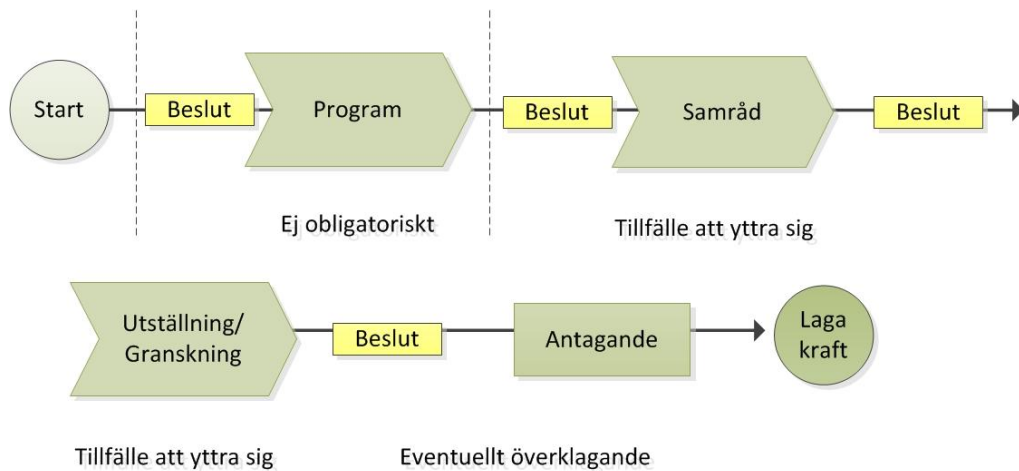 Start
Beslut
Program
Beslut
Samråd
Beslut
Ej obligatoriskt
Tillfälle att yttra sig
Utställning/
Granskning
Beslut
Antagande
Laga
kraft
Tillfälle att yttra sig
Eventuellt överklagande